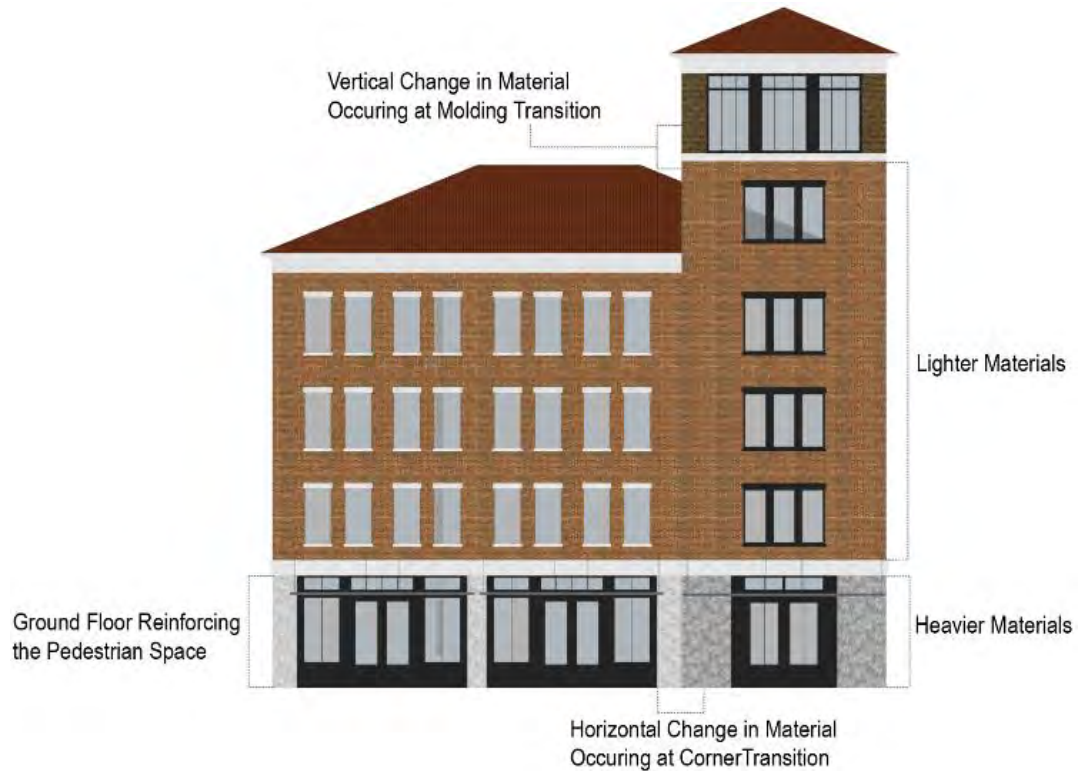 Vertical Change in Material
Occuring at Molding Transition
Lighter Materials
Ground Floor Reinforcing
the Pedestrian Space
Heavier Materials
Horizontal Change in Material
Occuring at CornerTransition